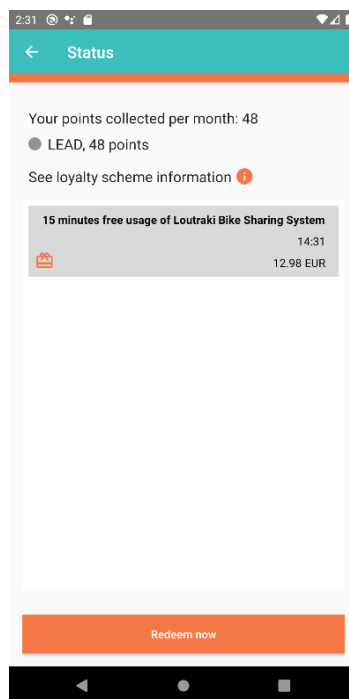 2:31
Status
Your points collected per month: 48
LEAD, 48 points
See loyalty scheme information
15 minutes free usage of Loutraki Bike Sharing System
14:31
12.98 EUR
Redeem now